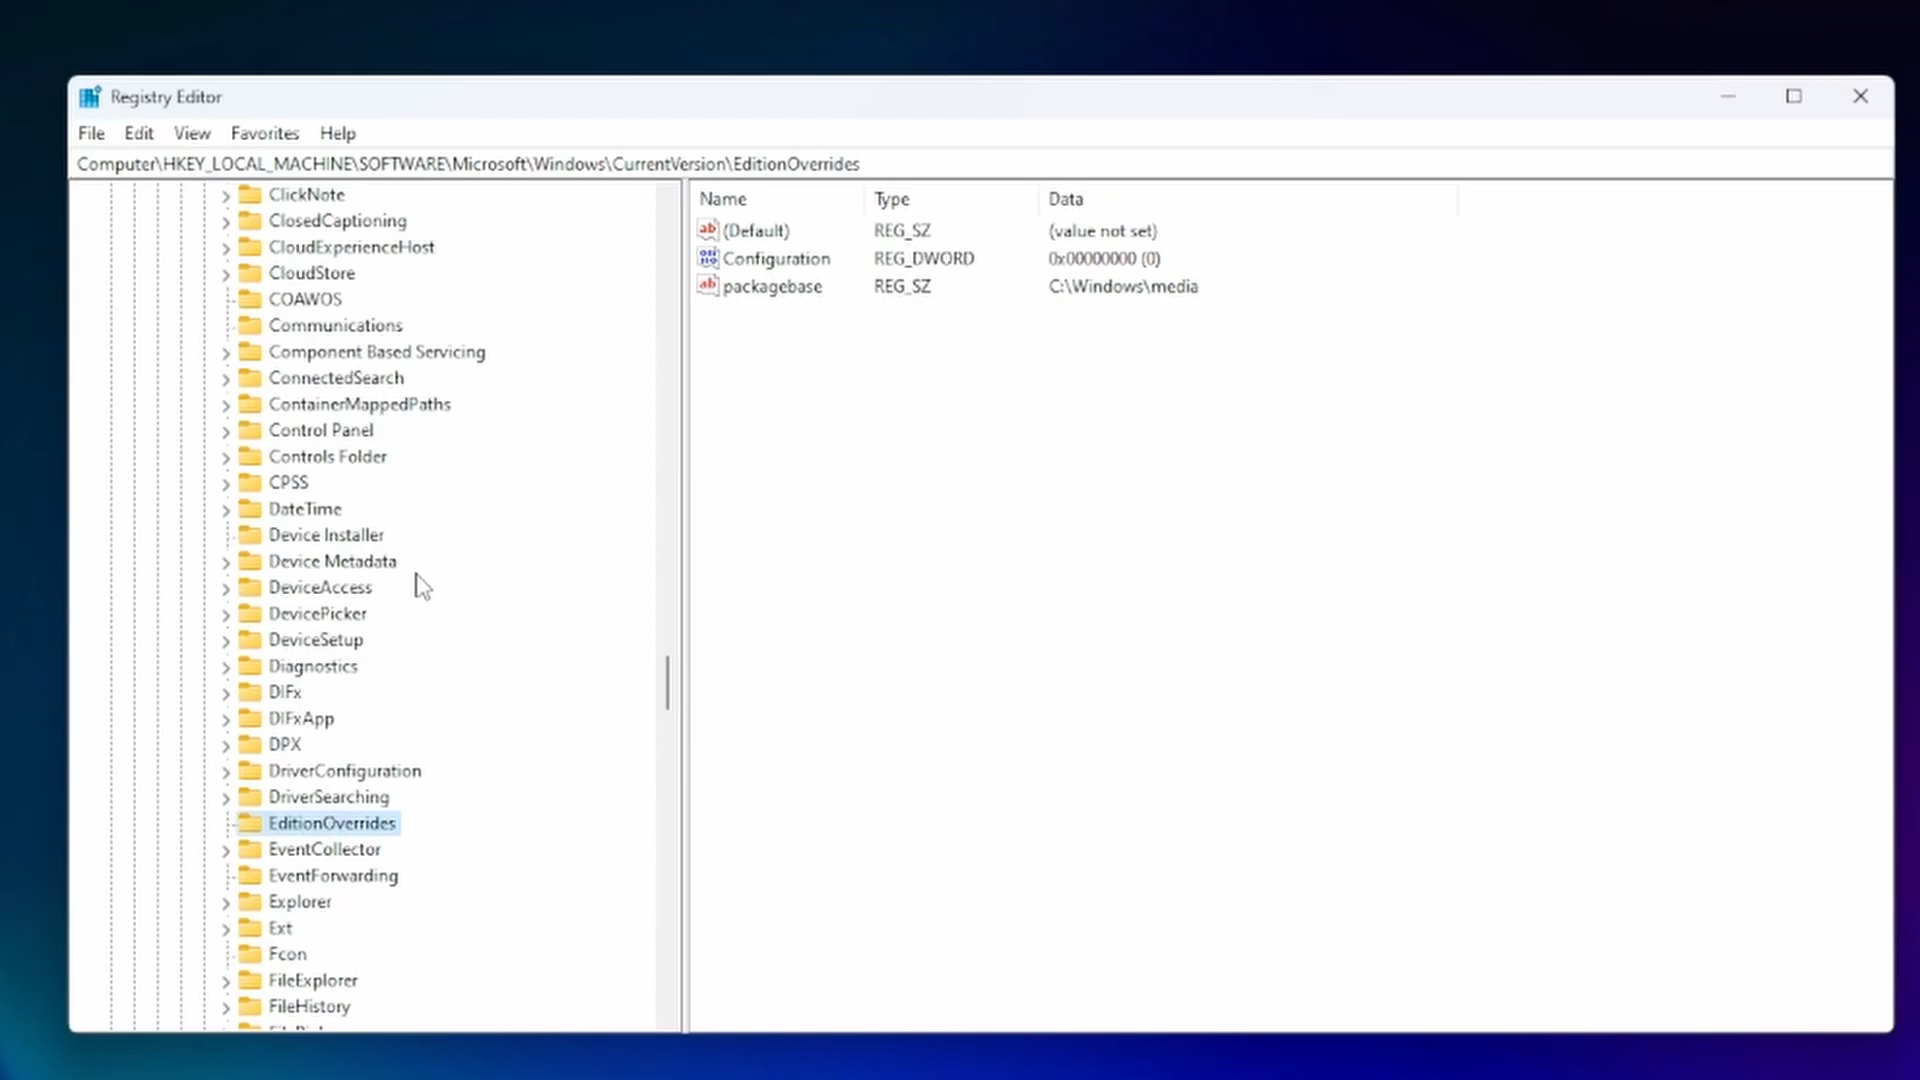 Registry Editor
File Edit View Favorites Help
Computer\HKEY_LOCAL_MACHINE\SOFTWARE\Microsoft\Windows\CurrentVersion\EditionOverrides
ClickNote
ClosedCaptioning
CloudExperienceHost
CloudStore
COAWOS
Communications
Component Based Servicing
ConnectedSearch
ContainerMappedPaths
Control Panel
Controls Folder
CPSS
DateTime
Device Installer
Device Metadata
DeviceAccess
DevicePicker
DeviceSetup
Diagnostics
DIFx
DIFxApp
DPX
DriverConfiguration
DriverSearching
EditionOverrides
EventCollector
EventForwarding
Explorer
Ext
Fcon
FileExplorer
FileHistory
Name Type Data
(Default) REG_SZ (value not set)
Configuration REG_DWORD 0x00000000 (0)
packagebase REG_SZ C:\Windows\media